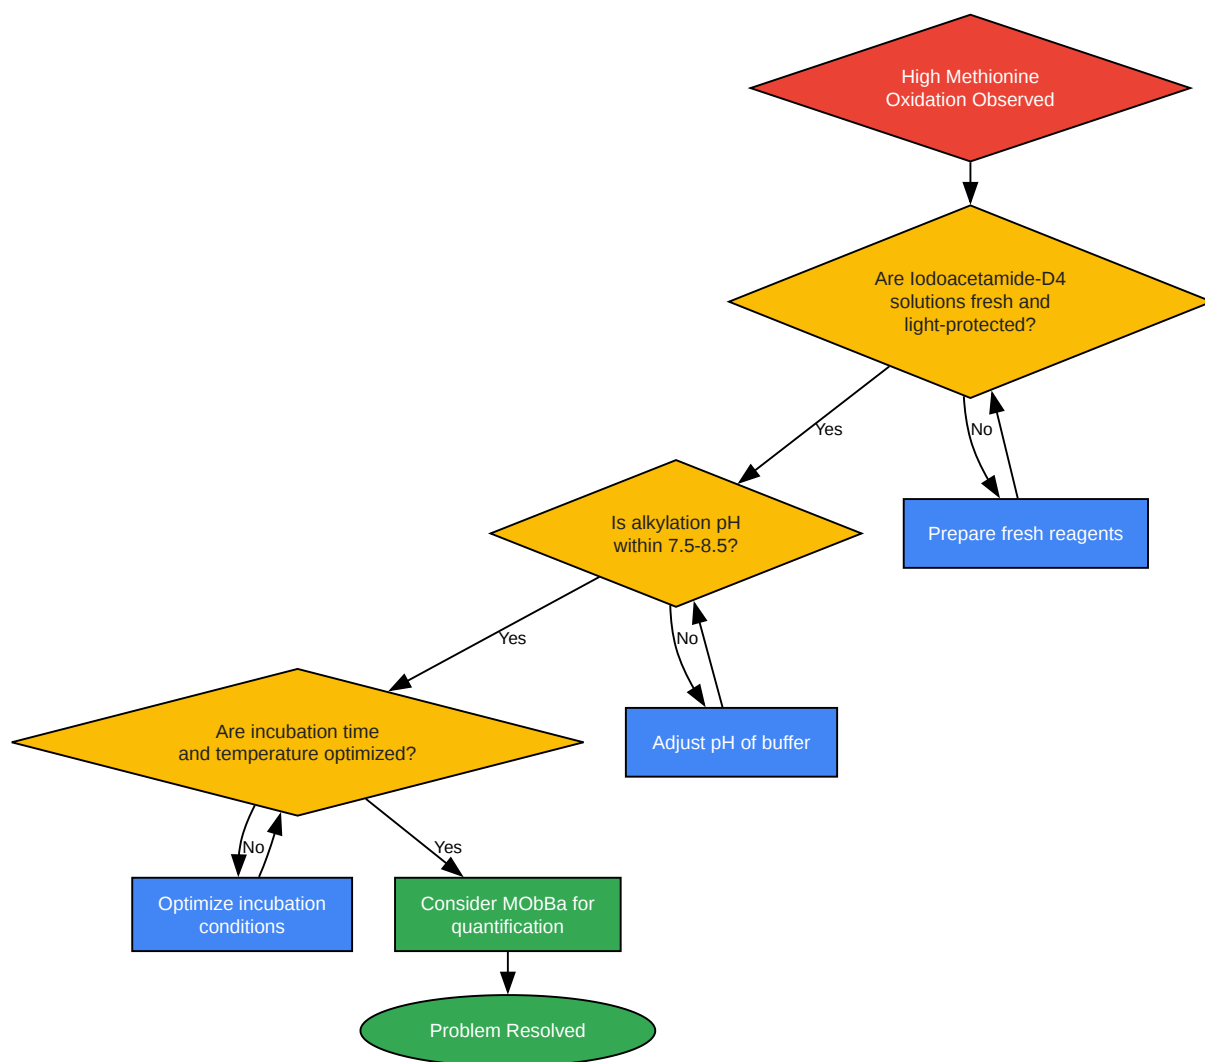 High Methionine
Oxidation Observed
Are Iodoacetamide-D4
solutions fresh and
light-protected?
Yes
No
Is alkylation pH
within 7.5-8.5?
Prepare fresh reagents
Yes
No
Are incubation time
and temperature optimized?
Adjust pH of buffer
No
Yes
Optimize incubation
conditions
Consider MObBa for
quantification
Problem Resolved